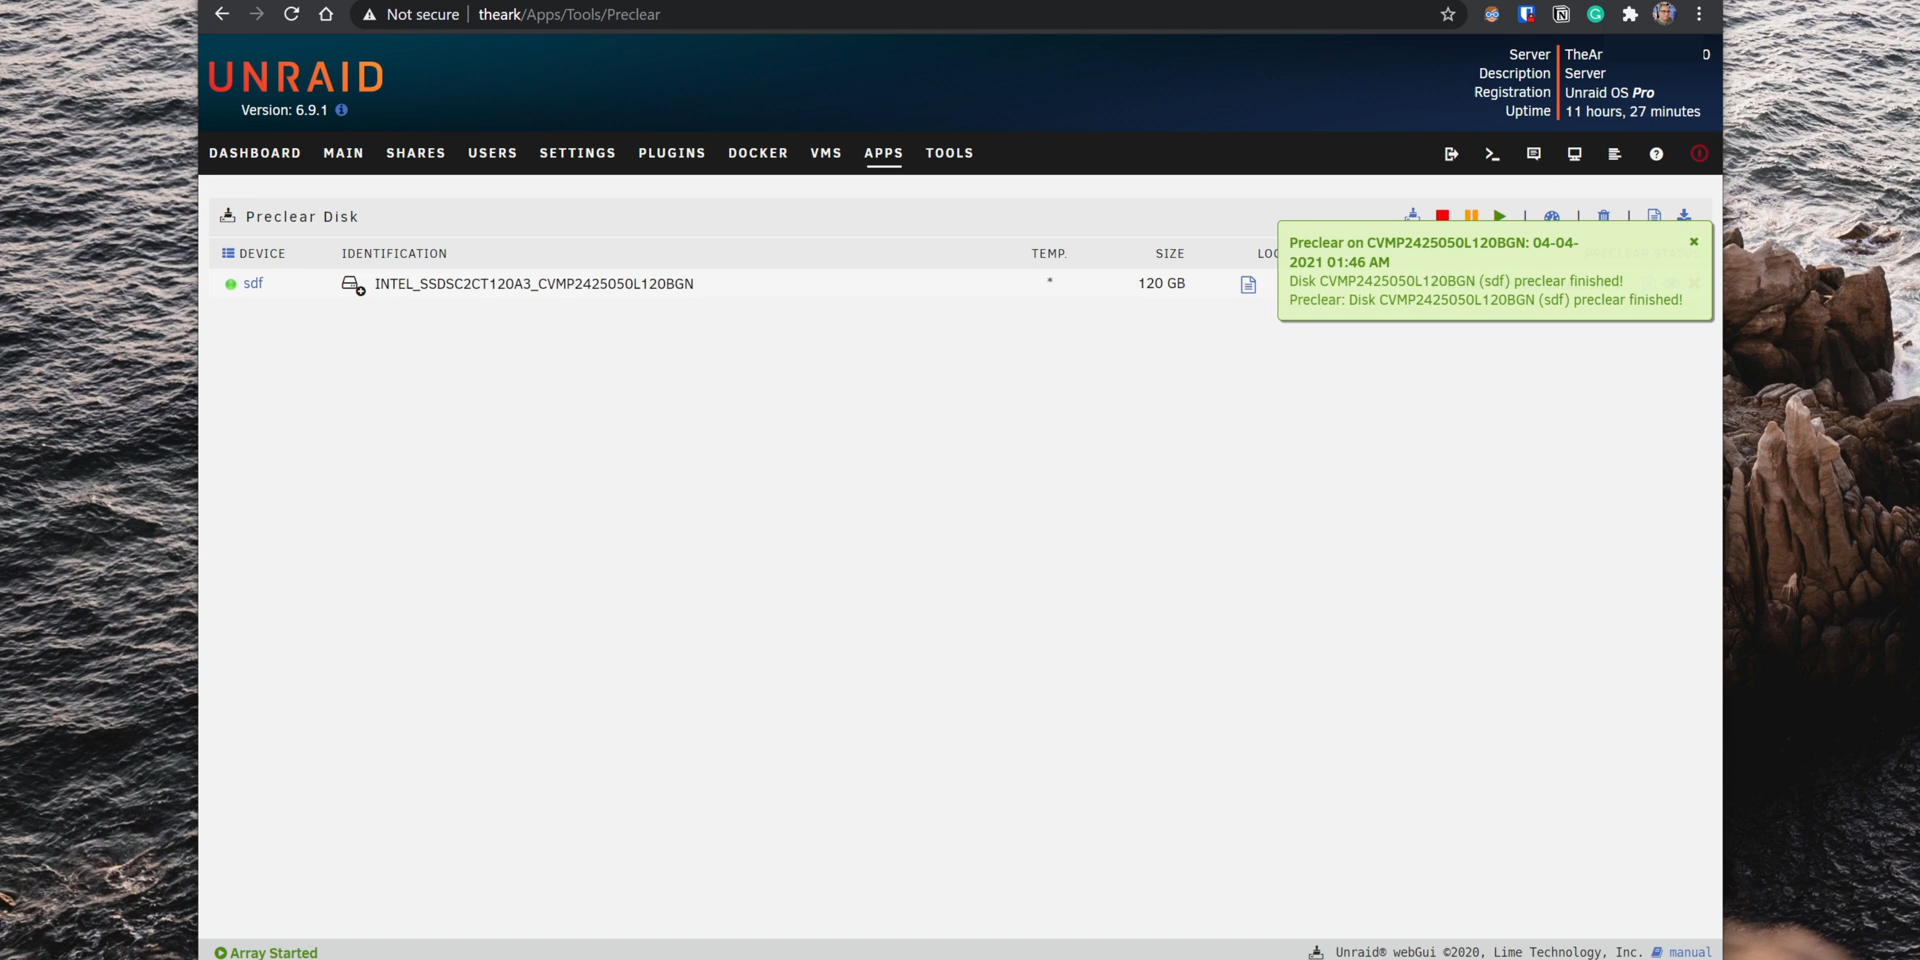 Not secure theark/Apps/Tools/Preclear
UNRAID
Version: 6.9.1
Server TheAr
Description Server
Registration Unraid OS Pro
Uptime 11 hours, 27 minutes
DASHBOARD MAIN SHARES USERS SETTINGS PLUGINS DOCKER VMS APPS TOOLS
Preclear Disk
DEVICE IDENTIFICATION TEMP. SIZE
sdf INTEL_SSDSC2CT120A3_CVMP2425050L120BGN * 120 GB
Preclear on CVMP2425050L120BGN: 04-04-
2021 01:46 AM
Disk CVMP2425050L120BGN (sdf) preclear finished!
Preclear: Disk CVMP2425050L120BGN (sdf) preclear finished!
Array Started
Unraid® webGui ©2020, Lime Technology, Inc. manual